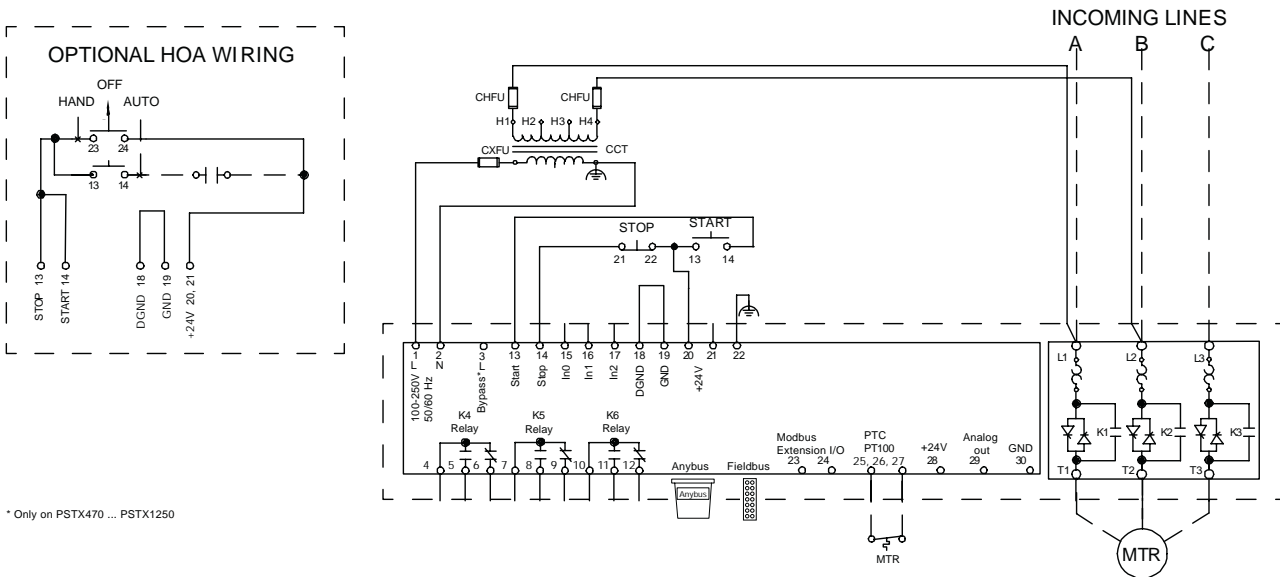 INCOMING LINES
A B C
OPTIONAL HOA WIRING
OFF
HAND AUTO
23 24
13 14
STOP 13
START 14
DGND 18
GND 19
+24V 20, 21
CHFU CHFU
H1 H2 H3 H4
CXFU CCT
STOP START
21 22 13 14
1 2 3 13 14 15 16 17 18 19 20 21 22
L
N
100-250V
50/60 Hz
Bypass* L
Start
Stop
In0
In1
In2
DGND
GND
+24V
K4
Relay
K5
Relay
K6
Relay
4 5 6 7 8 9 10 11 12
Modbus
Extension I/O
23 24
PTC
PT100
25, 26, 27
+24V
28
Analog
out
29
GND
30
Anybus Fieldbus
Anybus
MTR
L1 L2 L3
K1 K2 K3
T1 T2 T3
MTR
* Only on PSTX470 ... PSTX1250